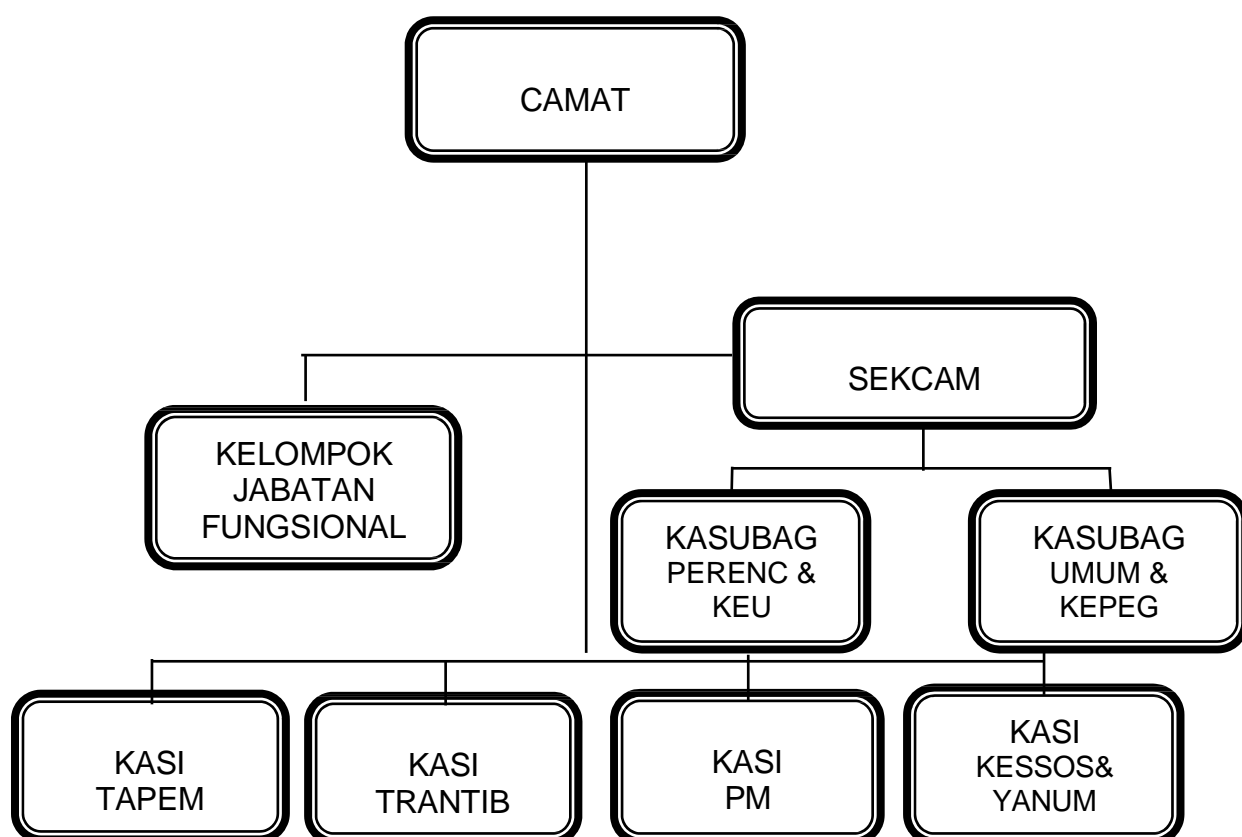 CAMAT
SEKCAM
KELOMPOK
JABATAN
FUNGSIONAL
KASUBAG
PERENC &
KEU
KASUBAG
UMUM &
KEPEG
KASI
TAPEM
KASI
TRANTIB
KASI
PM
KASI
KESSOS&
YANUM